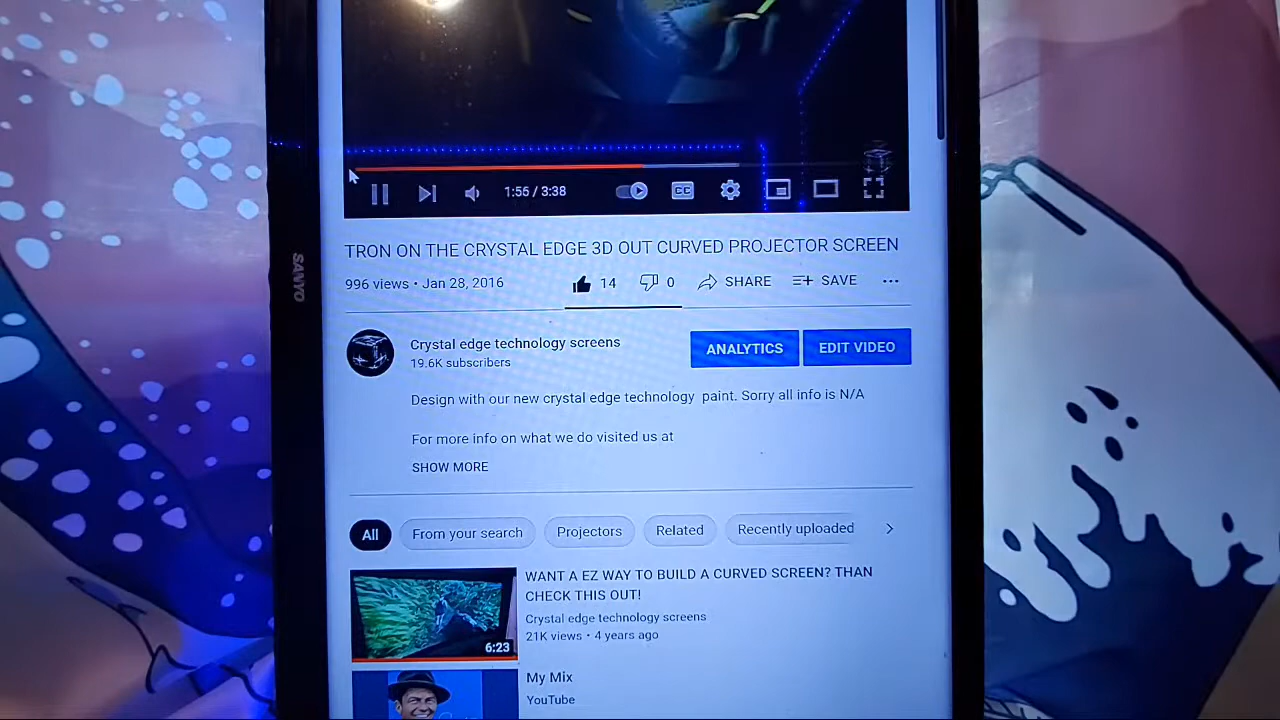 1:56 / 3:38
CC
SANYO
TRON ON THE CRYSTAL EDGE 3D OUT CURVED PROJECTOR SCREEN
996 views • Jan 28, 2016
14
0
SHARE
SAVE
Crystal edge technology screens
19.6K subscribers
ANALYTICS
EDIT VIDEO
Design with our new crystal edge technology paint. Sorry all info is N/A
For more info on what we do visited us at
SHOW MORE
All
From your search
Projectors
Related
Recently uploaded
6:23
WANT A EZ WAY TO BUILD A CURVED SCREEN? THAN
CHECK THIS OUT!
Crystal edge technology screens
21K views • 4 years ago
My Mix
YouTube